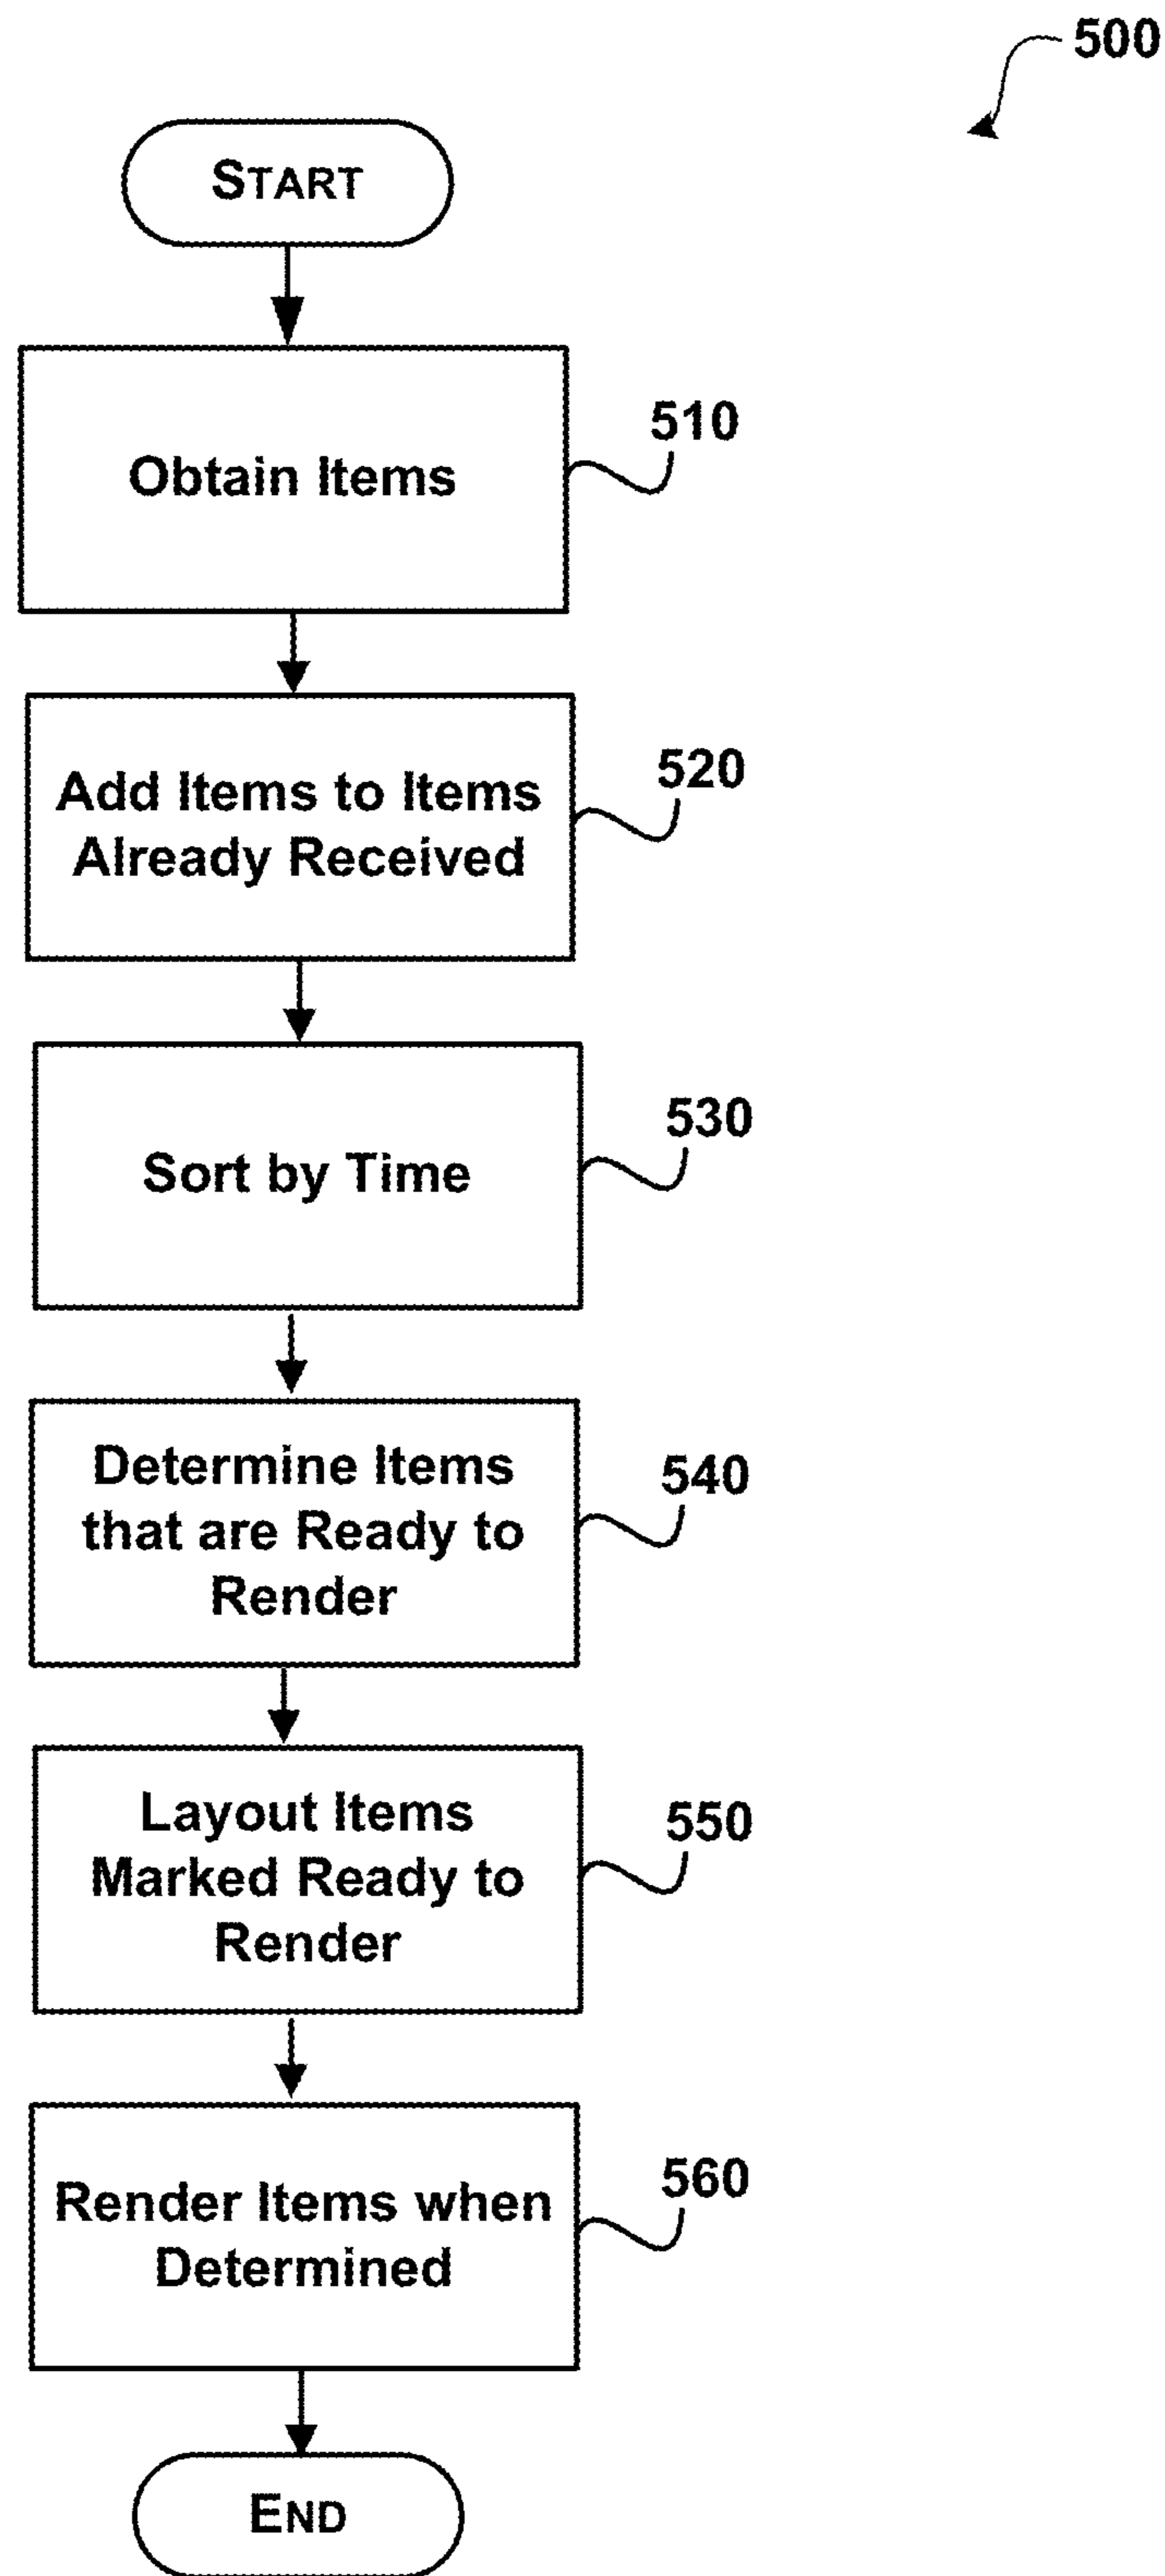 500
START
Obtain Items
510
Add Items to Items
Already Received
520
Sort by Time
530
Determine Items
that are Ready to
Render
540
Layout Items
Marked Ready to
Render
550
Render Items when
Determined
560
END